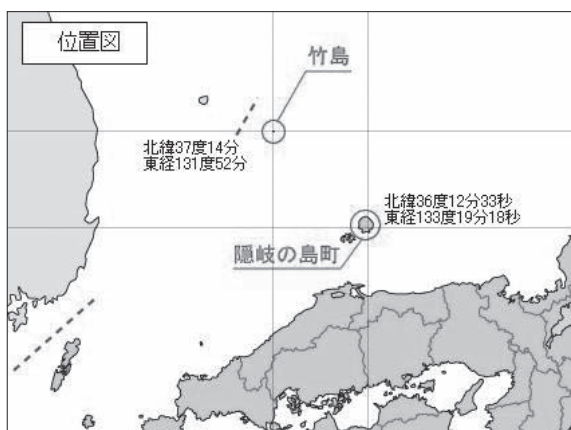 位置図
竹島
北緯37度14分
東経131度52分
北緯36度12分33秒
東経133度19分18秒
隠岐の島町